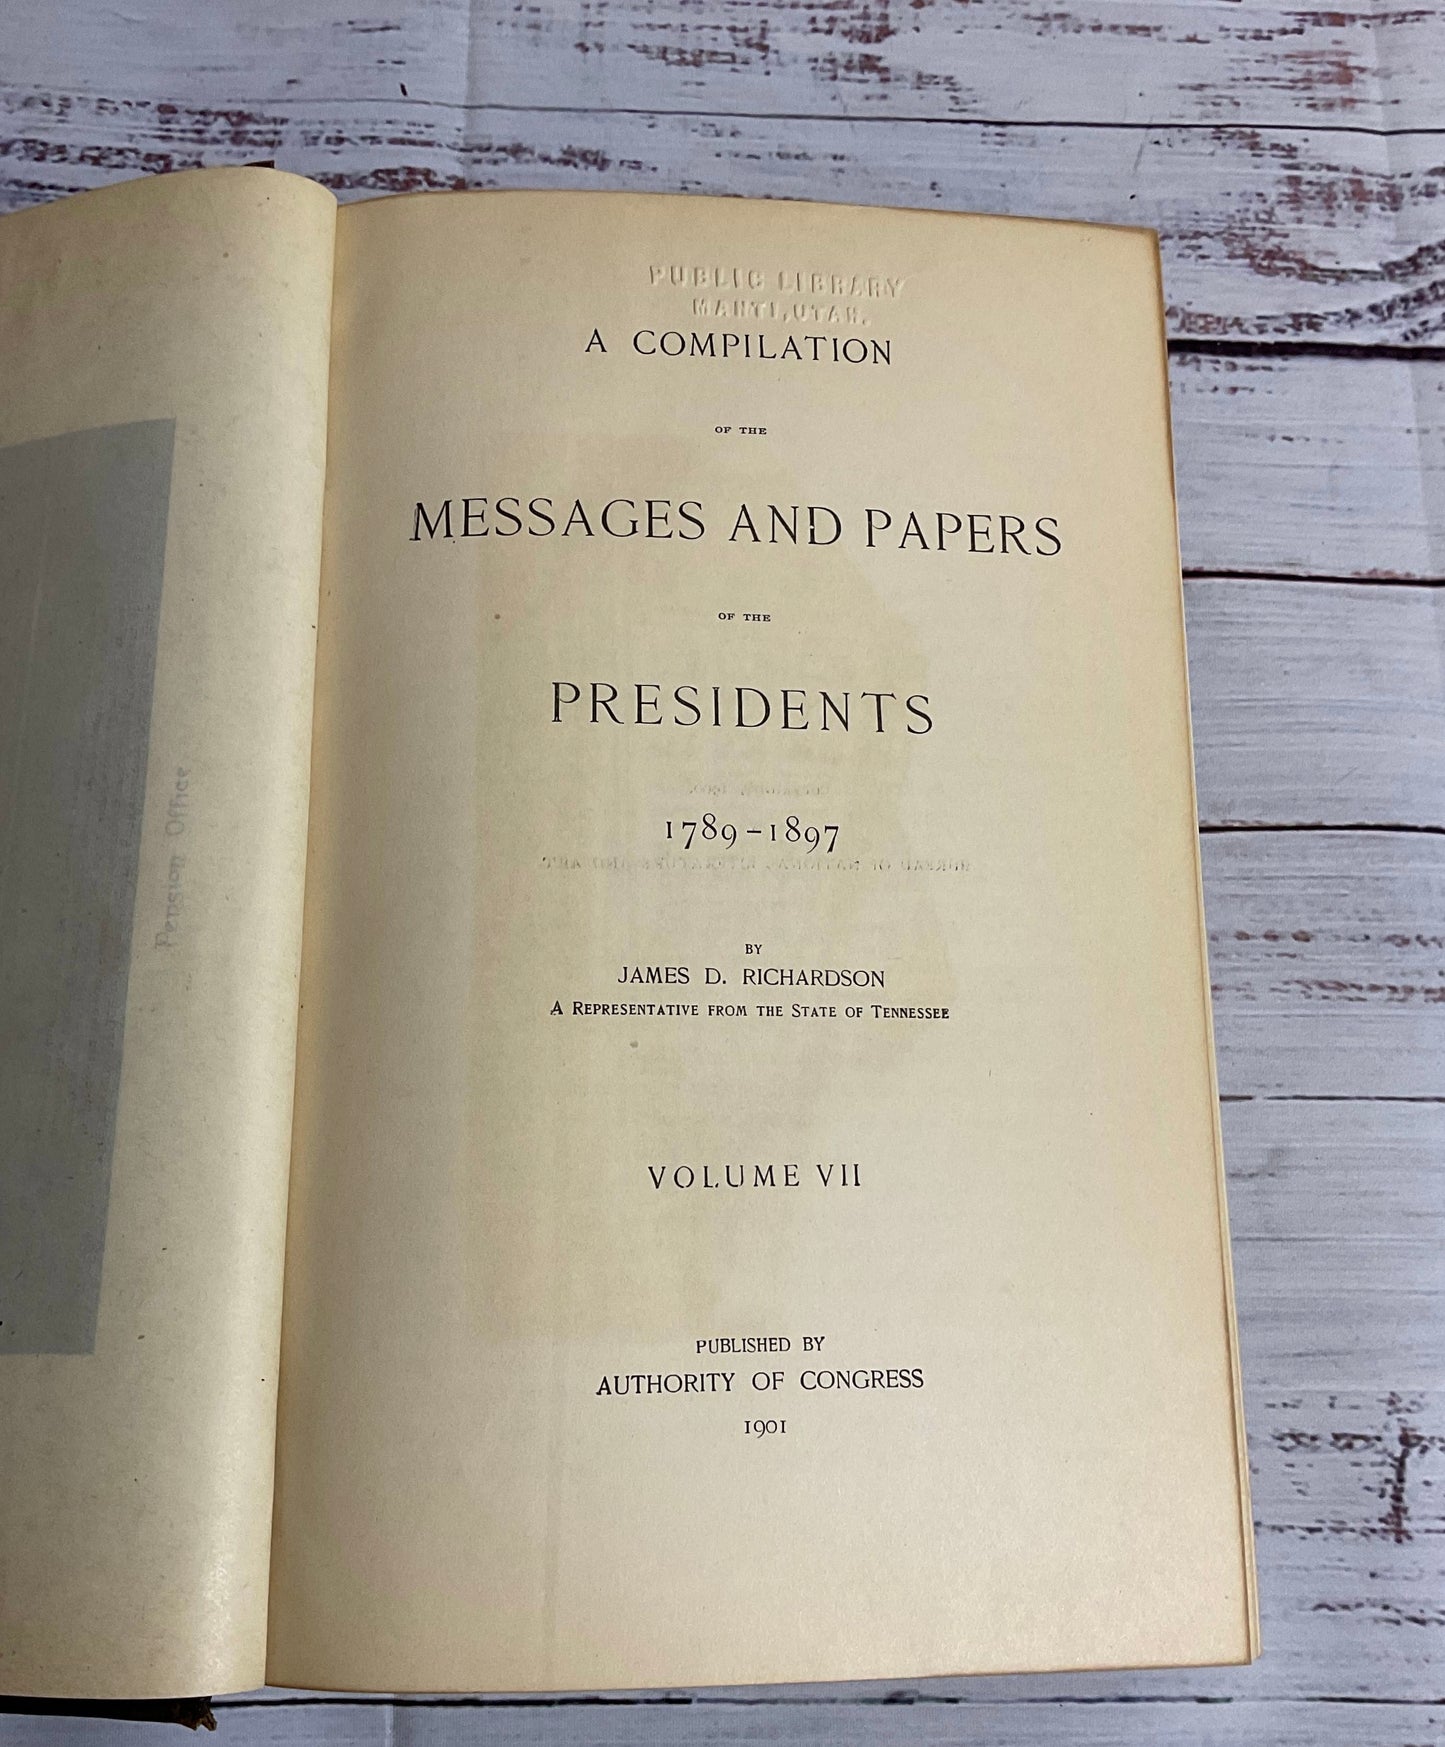 Pension Office
PUBLIC LIBRARY
MANTI, UTAH.
A COMPILATION
OF THE
MESSAGES AND PAPERS
OF THE
PRESIDENTS
1789–1897
BY
JAMES D. RICHARDSON
A REPRESENTATIVE FROM THE STATE OF TENNESSEE
VOLUME VII
PUBLISHED BY
AUTHORITY OF CONGRESS
1901